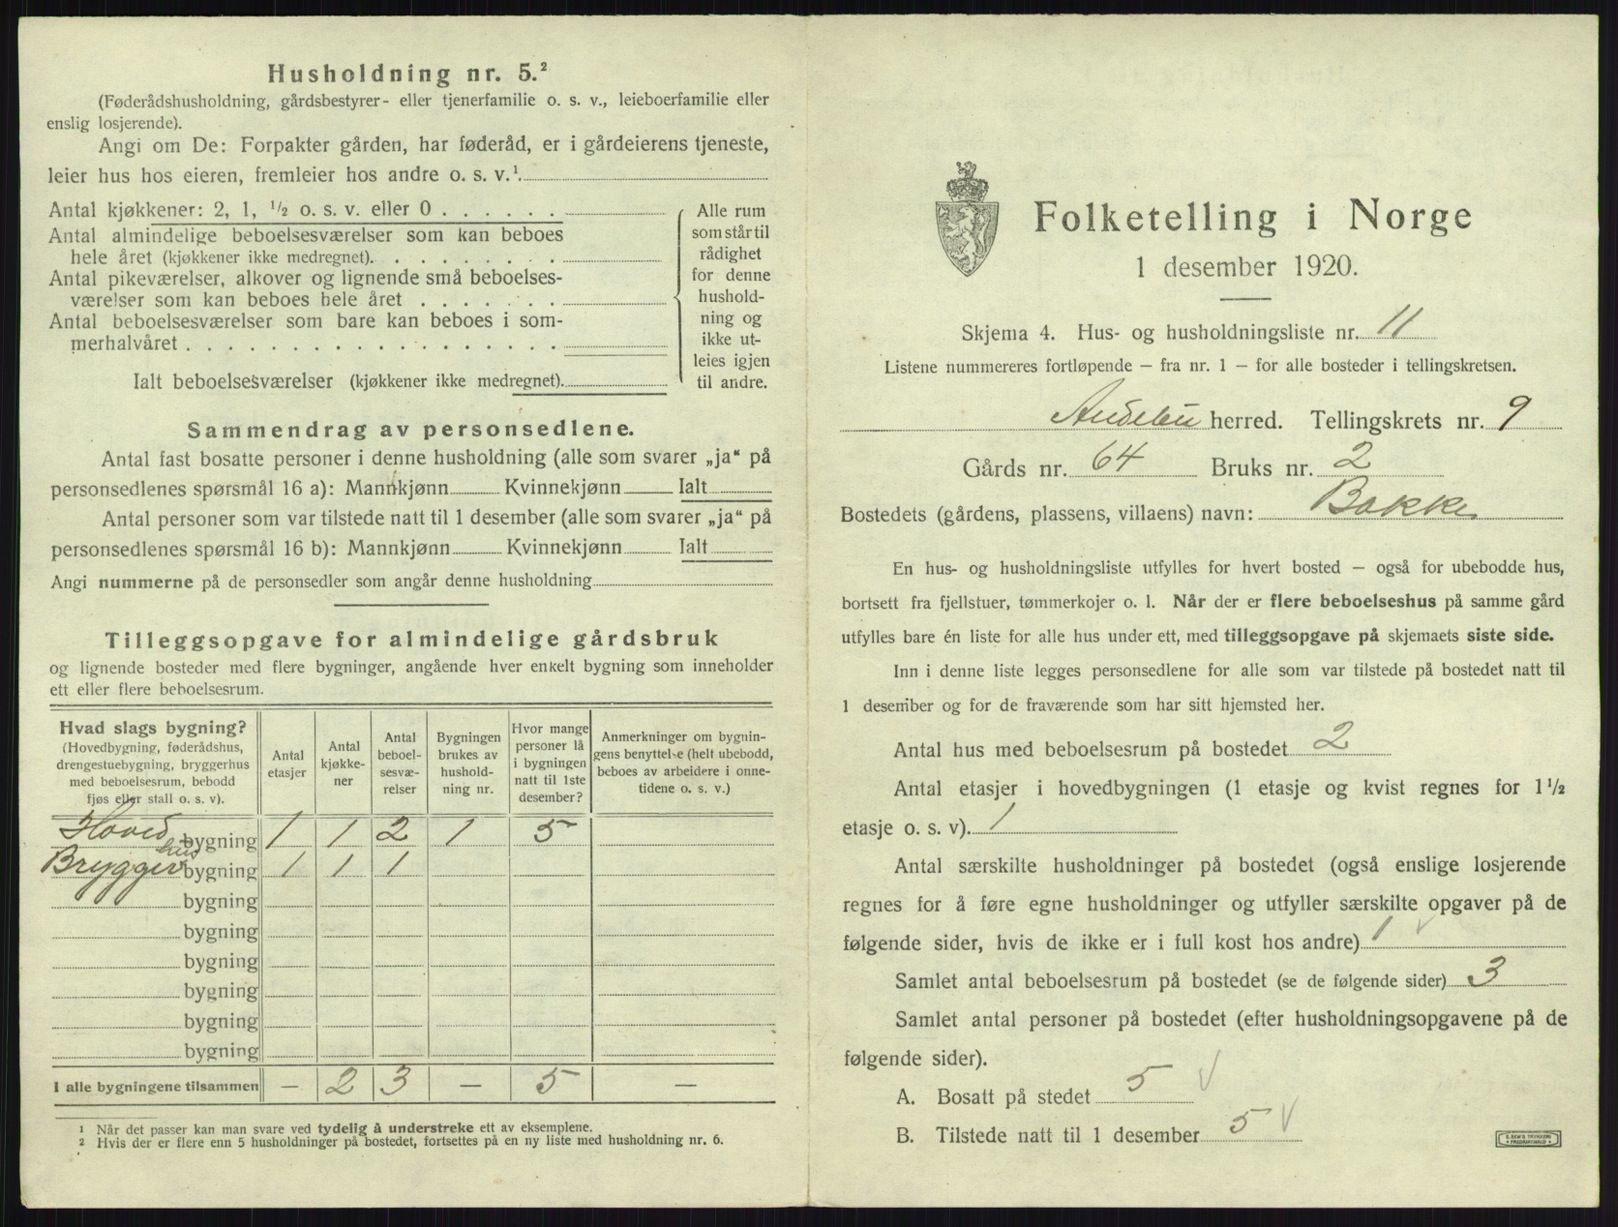 Husholdning nr. 5.²
(Føderådshusholdning, gårdsbestyrer- eller tjenerfamilie o. s. v., leieboerfamilie eller
enslig losjerende).
Angi om De: Forpakter gården, har føderåd, er i gårdeierens tjeneste,
leier hus hos eieren, fremleier hos andre o. s. v.¹
Antal kjøkkener: 2, 1, ½ o. s. v. eller 0 . . . . . .
Antal almindelige beboelsesværelser som kan beboes
hele året (kjøkkener ikke medregnet). . . . . . . .
Antal pikeværelser, alkover og lignende små beboelses-
værelser som kan beboes hele året . . . . . . .
Antal beboelsesværelser som bare kan beboes i som-
merhalvåret . . . . . . . . . . . . . . . . .
Ialt beboelsesværelser (kjøkkener ikke medregnet).
Alle rum
som står til
rådighet
for denne
hushold-
ning og
ikke ut-
leies igjen
til andre.
Sammendrag av personsedlene.
Antal fast bosatte personer i denne husholdning (alle som svarer „ja“ på
personsedlenes spørsmål 16 a): Mannkjønn Kvinnekjønn Ialt
Antal personer som var tilstede natt til 1 desember (alle som svarer „ja“ på
personsedlenes spørsmål 16 b): Mannkjønn Kvinnekjønn Ialt
Angi nummerne på de personsedler som angår denne husholdning
Tilleggsopgave for almindelige gårdsbruk
og lignende bosteder med flere bygninger, angående hver enkelt bygning som inneholder
ett eller flere beboelsesrum.
Hvad slags bygning?
(Hovedbygning, føderådshus,
drengestuebygning, bryggerhus
med beboelsesrum, bebodd
fjøs eller stall o. s. v).
Antal
etasjer
Antal
kjøkke-
ner
Antal
beboel-
sesvæ-
relser
Bygningen
brukes av
hushold-
ning nr.
Hvor mange
personer lå
i bygningen
natt til 1ste
desember?
Anmerkninger om bygnin-
gens benyttelse (helt ubebodd,
beboes av arbeidere i onne-
tidene o. s. v.)
Hoved bygning 1 1 2 1 5
Bryggerhus bygning 1 1 1
bygning
bygning
bygning
bygning
bygning
bygning
I alle bygningene tilsammen — 2 3 — 5 —
¹ Når det passer kan man svare ved tydelig å understreke ett av eksemplene.
² Hvis der er flere enn 5 husholdninger på bostedet, fortsettes på en ny liste med husholdning nr. 6.
Folketelling i Norge
1 desember 1920.
Skjema 4. Hus- og husholdningsliste nr. 11
Listene nummereres fortløpende — fra nr. 1 — for alle bosteder i tellingskretsen.
Andebu herred. Tellingskrets nr. 9
Gårds nr. 64 Bruks nr. 2
Bostedets (gårdens, plassens, villaens) navn: Bakke
En hus- og husholdningsliste utfylles for hvert bosted — også for ubebodde hus,
bortsett fra fjellstuer, tømmerkojer o. l. Når der er flere beboelseshus på samme gård
utfylles bare én liste for alle hus under ett, med tilleggsopgave på skjemaets siste side.
Inn i denne liste legges personsedlene for alle som var tilstede på bostedet natt til
1 desember og for de fraværende som har sitt hjemsted her.
Antal hus med beboelsesrum på bostedet 2
Antal etasjer i hovedbygningen (1 etasje og kvist regnes for 1½
etasje o. s. v). 1
Antal særskilte husholdninger på bostedet (også enslige losjerende
regnes for å føre egne husholdninger og utfyller særskilte opgaver på de
følgende sider, hvis de ikke er i full kost hos andre) 1 √
Samlet antal beboelsesrum på bostedet (se de følgende sider) 3
Samlet antal personer på bostedet (efter husholdningsopgavene på de
følgende sider).
A. Bosatt på stedet 5 √
B. Tilstede natt til 1 desember 5 √